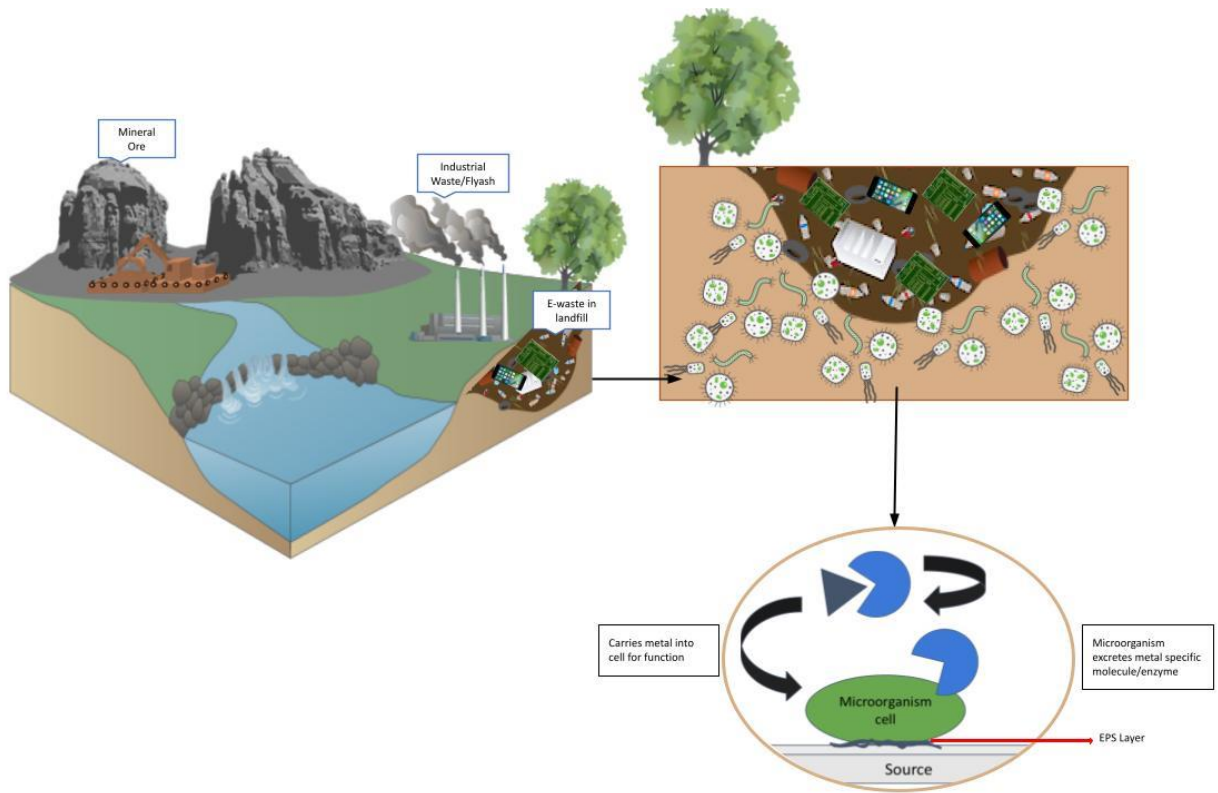 Mineral
Ore
Industrial
Waste/Flyash
E-waste in
landfill
Carries metal into
cell for function
Microorganism
excretes metal specific
molecule/enzyme
Microorganism
cell
EPS Layer
Source